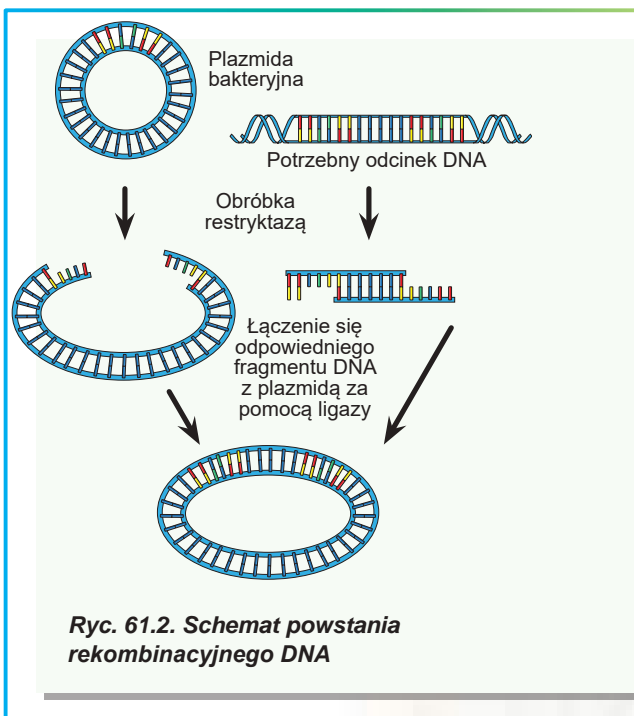 Plazmida
bakteryjna
Potrzebny odcinek DNA
Obróbka
restryktazą
Łączenie się
odpowiedniego
fragmentu DNA
z plazmidą za
pomocą ligazy
Ryc. 61.2. Schemat powstania
rekombinacyjnego DNA